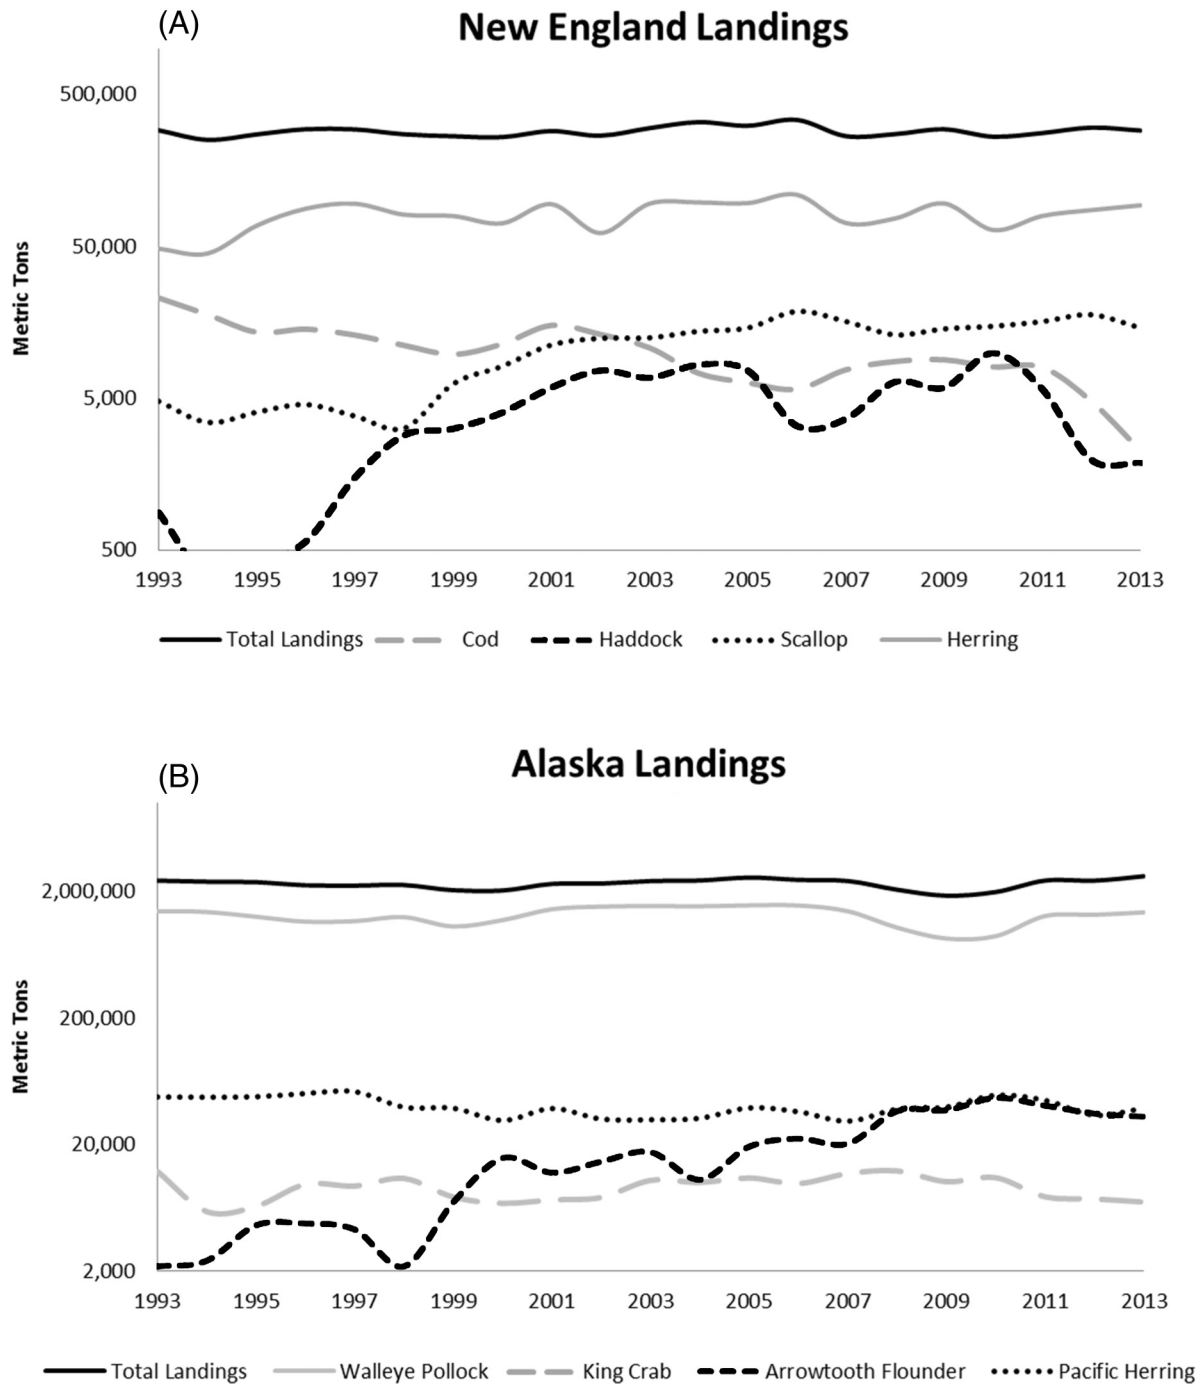 (A)
New England Landings
500,000
50,000
5,000
500
Metric Tons
1993 1995 1997 1999 2001 2003 2005 2007 2009 2011 2013
Total Landings Cod Haddock Scallop Herring
(B)
Alaska Landings
2,000,000
200,000
20,000
2,000
Metric Tons
1993 1995 1997 1999 2001 2003 2005 2007 2009 2011 2013
Total Landings Walleye Pollock King Crab Arrowtooth Flounder Pacific Herring